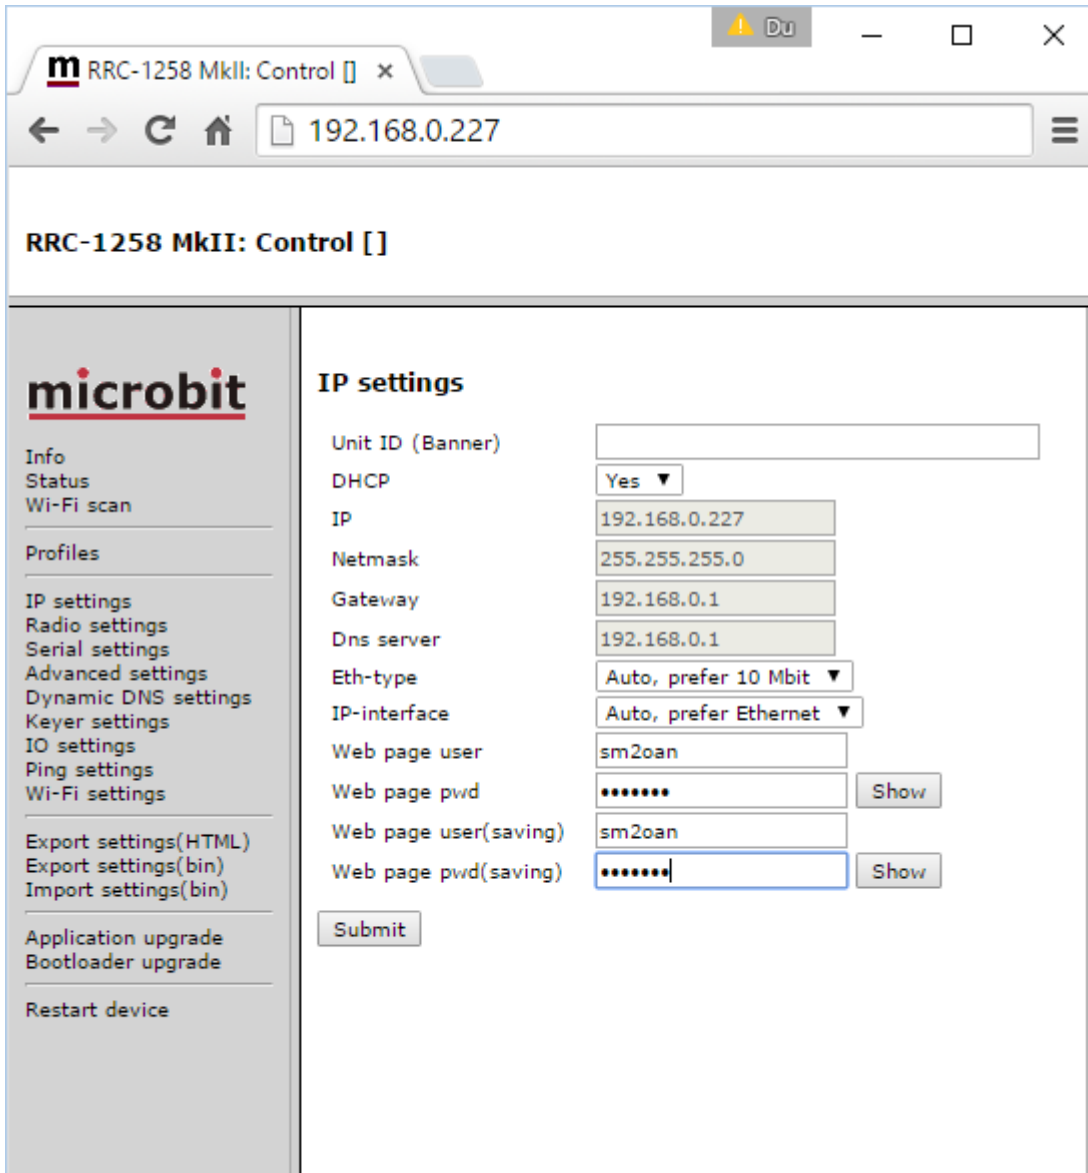 Du
RRC-1258 MkII: Control []
192.168.0.227
RRC-1258 MkII: Control []
microbit
Info
Status
Wi-Fi scan
Profiles
IP settings
Radio settings
Serial settings
Advanced settings
Dynamic DNS settings
Keyer settings
IO settings
Ping settings
Wi-Fi settings
Export settings(HTML)
Export settings(bin)
Import settings(bin)
Application upgrade
Bootloader upgrade
Restart device
IP settings
Unit ID (Banner)
DHCP Yes
IP 192.168.0.227
Netmask 255.255.255.0
Gateway 192.168.0.1
Dns server 192.168.0.1
Eth-type Auto, prefer 10 Mbit
IP-interface Auto, prefer Ethernet
Web page user sm2oan
Web page pwd ••••••• Show
Web page user(saving) sm2oan
Web page pwd(saving) ••••••• Show
Submit